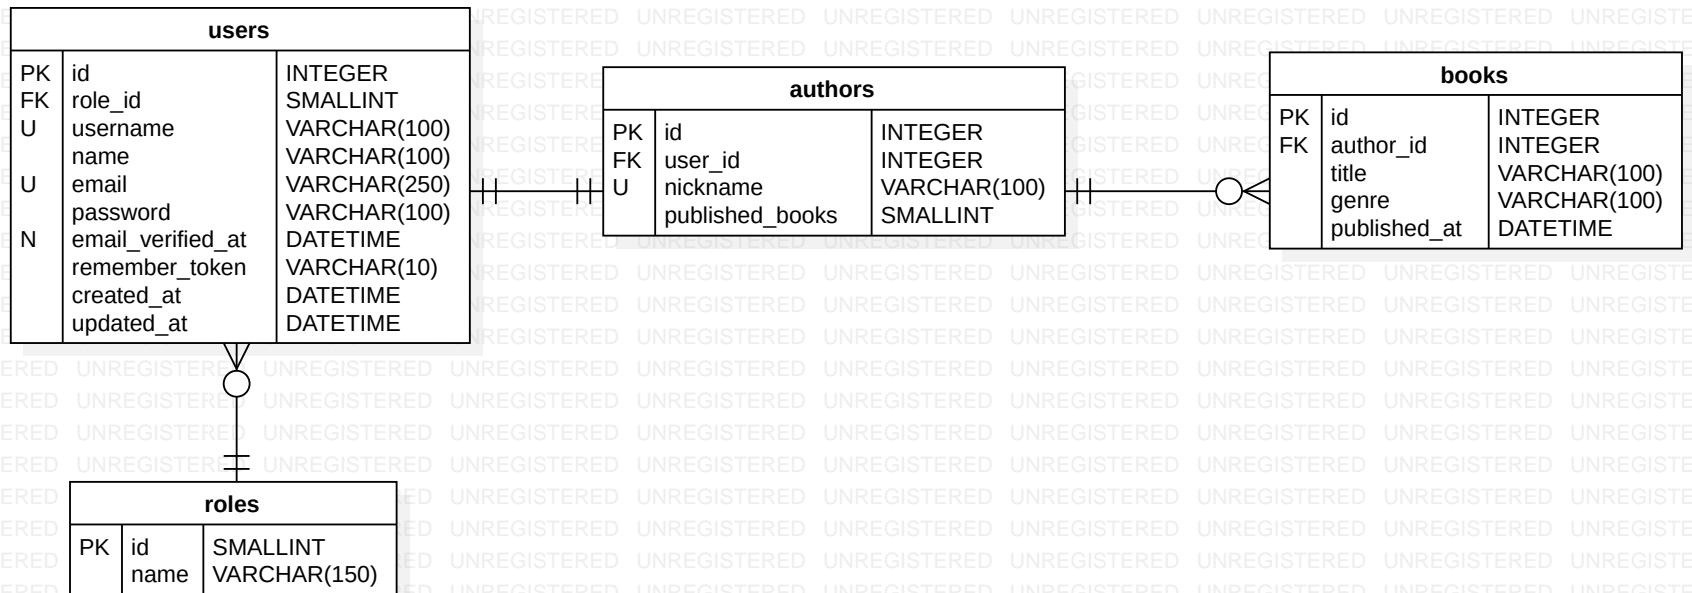 users
PK id INTEGER
FK role_id SMALLINT
U username VARCHAR(100)
name VARCHAR(100)
U email VARCHAR(250)
password VARCHAR(100)
N email_verified_at DATETIME
remember_token VARCHAR(10)
created_at DATETIME
updated_at DATETIME
authors
PK id INTEGER
FK user_id INTEGER
U nickname VARCHAR(100)
published_books SMALLINT
books
PK id INTEGER
FK author_id INTEGER
title VARCHAR(100)
genre VARCHAR(100)
published_at DATETIME
roles
PK id SMALLINT
name VARCHAR(150)
UNREGISTERED